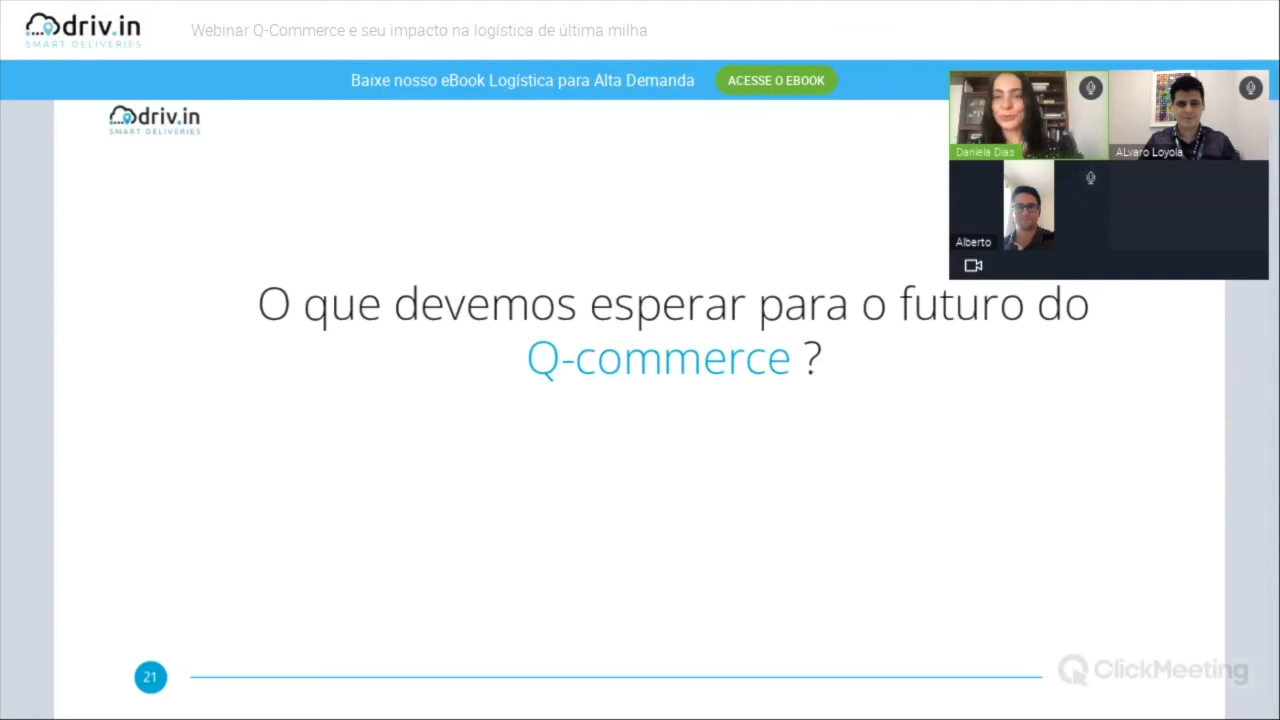 driv.in
SMART DELIVERIES
Webinar Q-Commerce e seu impacto na logística de última milha
Baixe nosso eBook Logística para Alta Demanda
ACESSE O EBOOK
driv.in
SMART DELIVERIES
Daniela Dias
ALvaro Loyola
Alberto
O que devemos esperar para o futuro do
Q-commerce ?
21
ClickMeeting